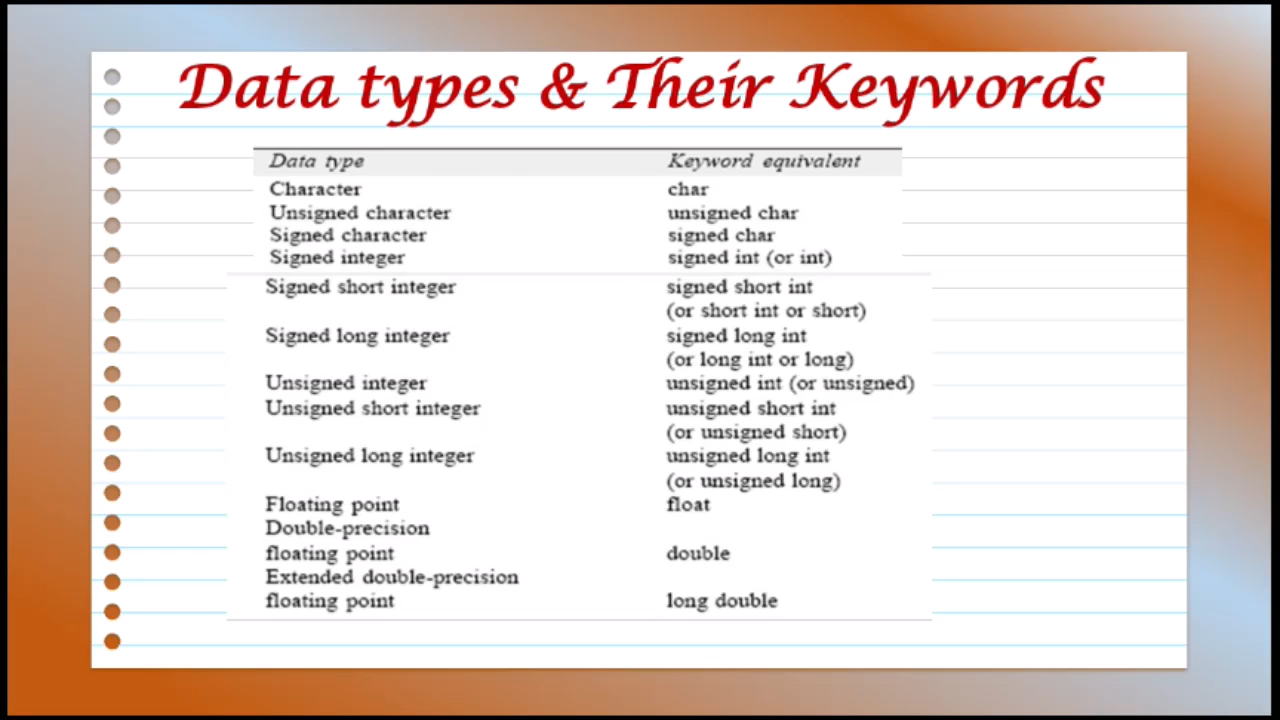 Data types & Their Keywords
Data type Keyword equivalent
Character char
Unsigned character unsigned char
Signed character signed char
Signed integer signed int (or int)
Signed short integer signed short int
(or short int or short)
Signed long integer signed long int
(or long int or long)
Unsigned integer unsigned int (or unsigned)
Unsigned short integer unsigned short int
(or unsigned short)
Unsigned long integer unsigned long int
(or unsigned long)
Floating point float
Double-precision
floating point double
Extended double-precision
floating point long double